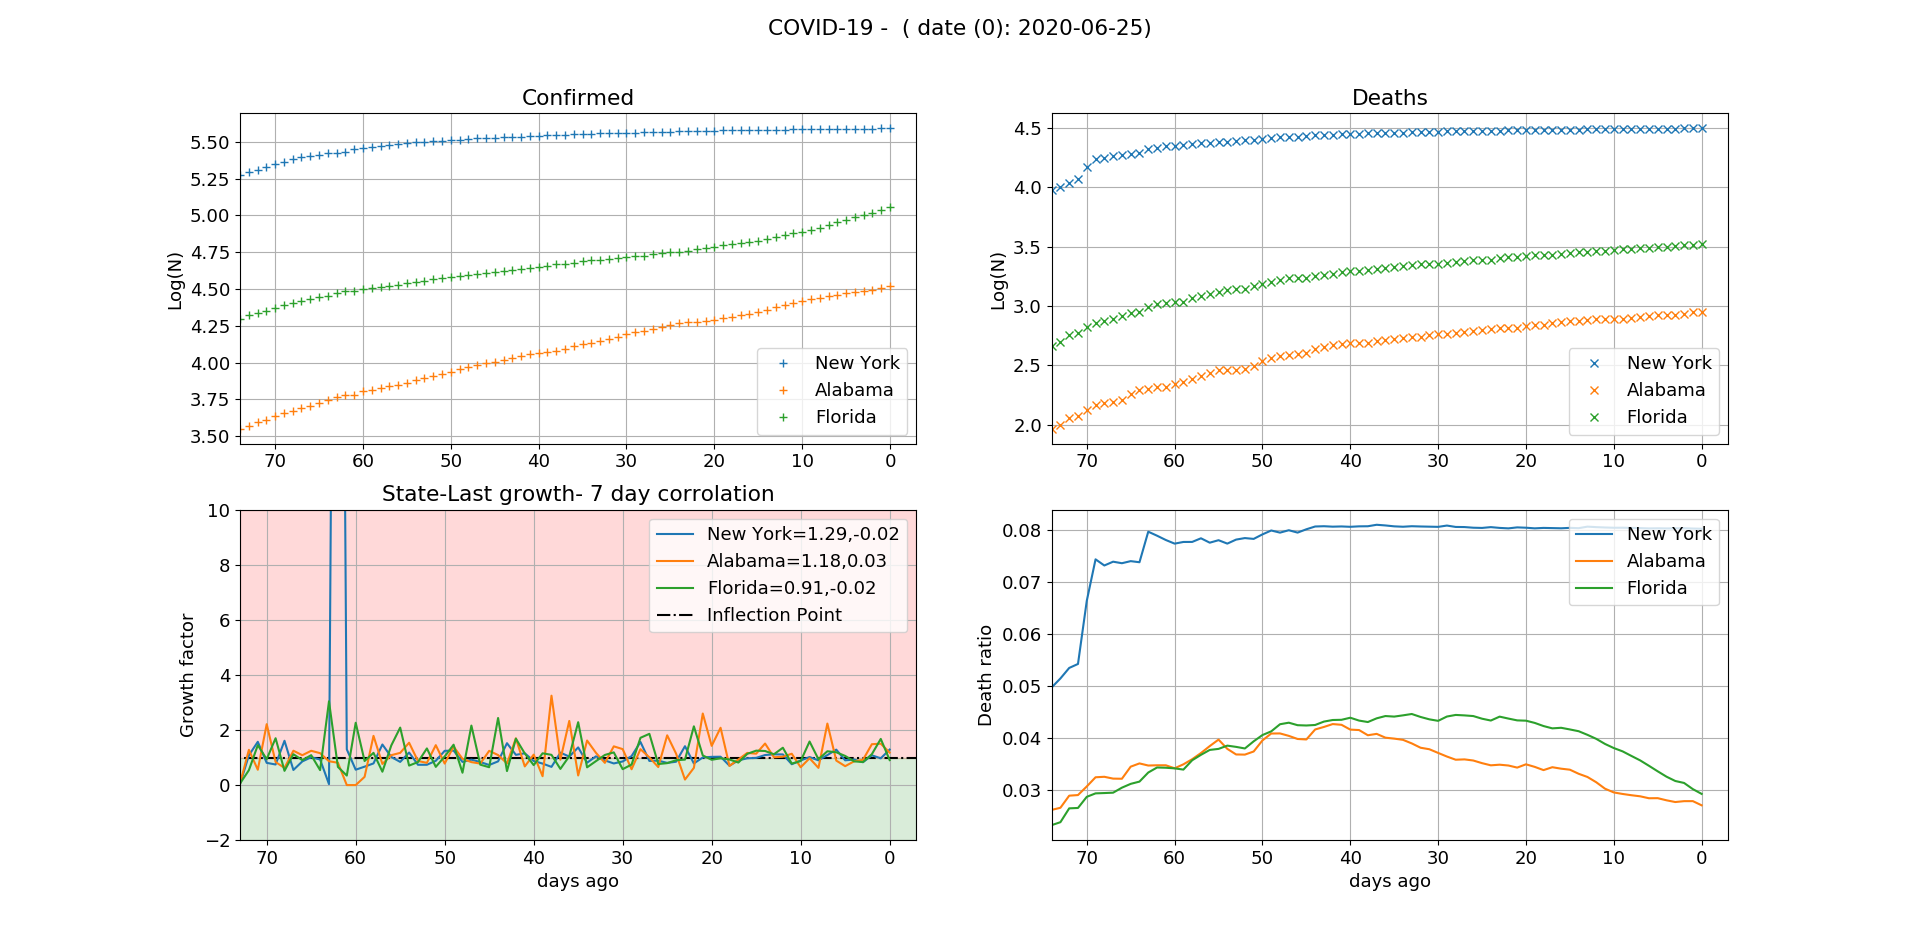 COVID-19 -  ( date (0): 2020-06-25)
Confirmed
Log(N)
5.50
5.25
5.00
4.75
4.50
4.25
4.00
3.75
3.50
70 60 50 40 30 20 10 0
New York
Alabama
Florida
Deaths
Log(N)
4.5
4.0
3.5
3.0
2.5
2.0
70 60 50 40 30 20 10 0
New York
Alabama
Florida
State-Last growth- 7 day corrolation
Growth factor
10
8
6
4
2
0
−2
70 60 50 40 30 20 10 0
days ago
New York=1.29,-0.02
Alabama=1.18,0.03
Florida=0.91,-0.02
Inflection Point
Death ratio
0.08
0.07
0.06
0.05
0.04
0.03
70 60 50 40 30 20 10 0
days ago
New York
Alabama
Florida